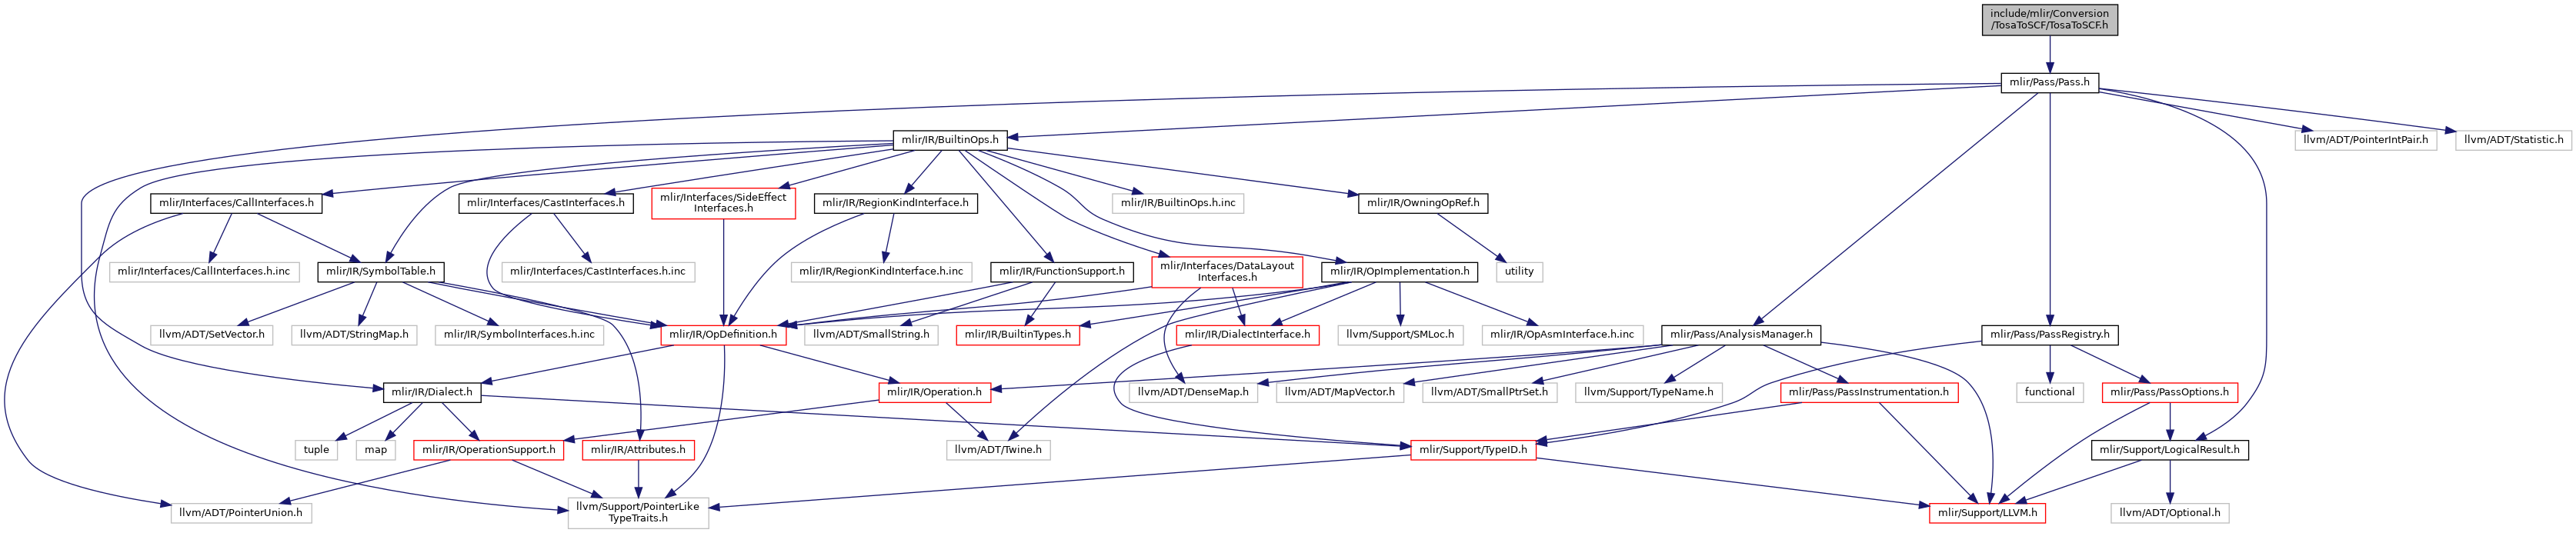 include/mlir/Conversion
/TosaToSCF/TosaToSCF.h
mlir/Pass/Pass.h
mlir/IR/BuiltinOps.h
llvm/ADT/PointerIntPair.h
llvm/ADT/Statistic.h
mlir/Interfaces/CallInterfaces.h
mlir/Interfaces/CastInterfaces.h
mlir/Interfaces/SideEffect
Interfaces.h
mlir/IR/RegionKindInterface.h
mlir/IR/BuiltinOps.h.inc
mlir/IR/OwningOpRef.h
mlir/Interfaces/CallInterfaces.h.inc
mlir/IR/SymbolTable.h
mlir/Interfaces/CastInterfaces.h.inc
mlir/IR/RegionKindInterface.h.inc
mlir/IR/FunctionSupport.h
mlir/Interfaces/DataLayout
Interfaces.h
mlir/IR/OpImplementation.h
utility
llvm/ADT/SetVector.h
llvm/ADT/StringMap.h
mlir/IR/SymbolInterfaces.h.inc
mlir/IR/OpDefinition.h
llvm/ADT/SmallString.h
mlir/IR/BuiltinTypes.h
mlir/IR/DialectInterface.h
llvm/Support/SMLoc.h
mlir/IR/OpAsmInterface.h.inc
mlir/Pass/AnalysisManager.h
mlir/Pass/PassRegistry.h
mlir/IR/Dialect.h
mlir/IR/Operation.h
llvm/ADT/DenseMap.h
llvm/ADT/MapVector.h
llvm/ADT/SmallPtrSet.h
llvm/Support/TypeName.h
mlir/Pass/PassInstrumentation.h
functional
mlir/Pass/PassOptions.h
tuple
map
mlir/IR/OperationSupport.h
mlir/IR/Attributes.h
llvm/ADT/Twine.h
mlir/Support/TypeID.h
mlir/Support/LogicalResult.h
llvm/ADT/PointerUnion.h
llvm/Support/PointerLike
TypeTraits.h
mlir/Support/LLVM.h
llvm/ADT/Optional.h